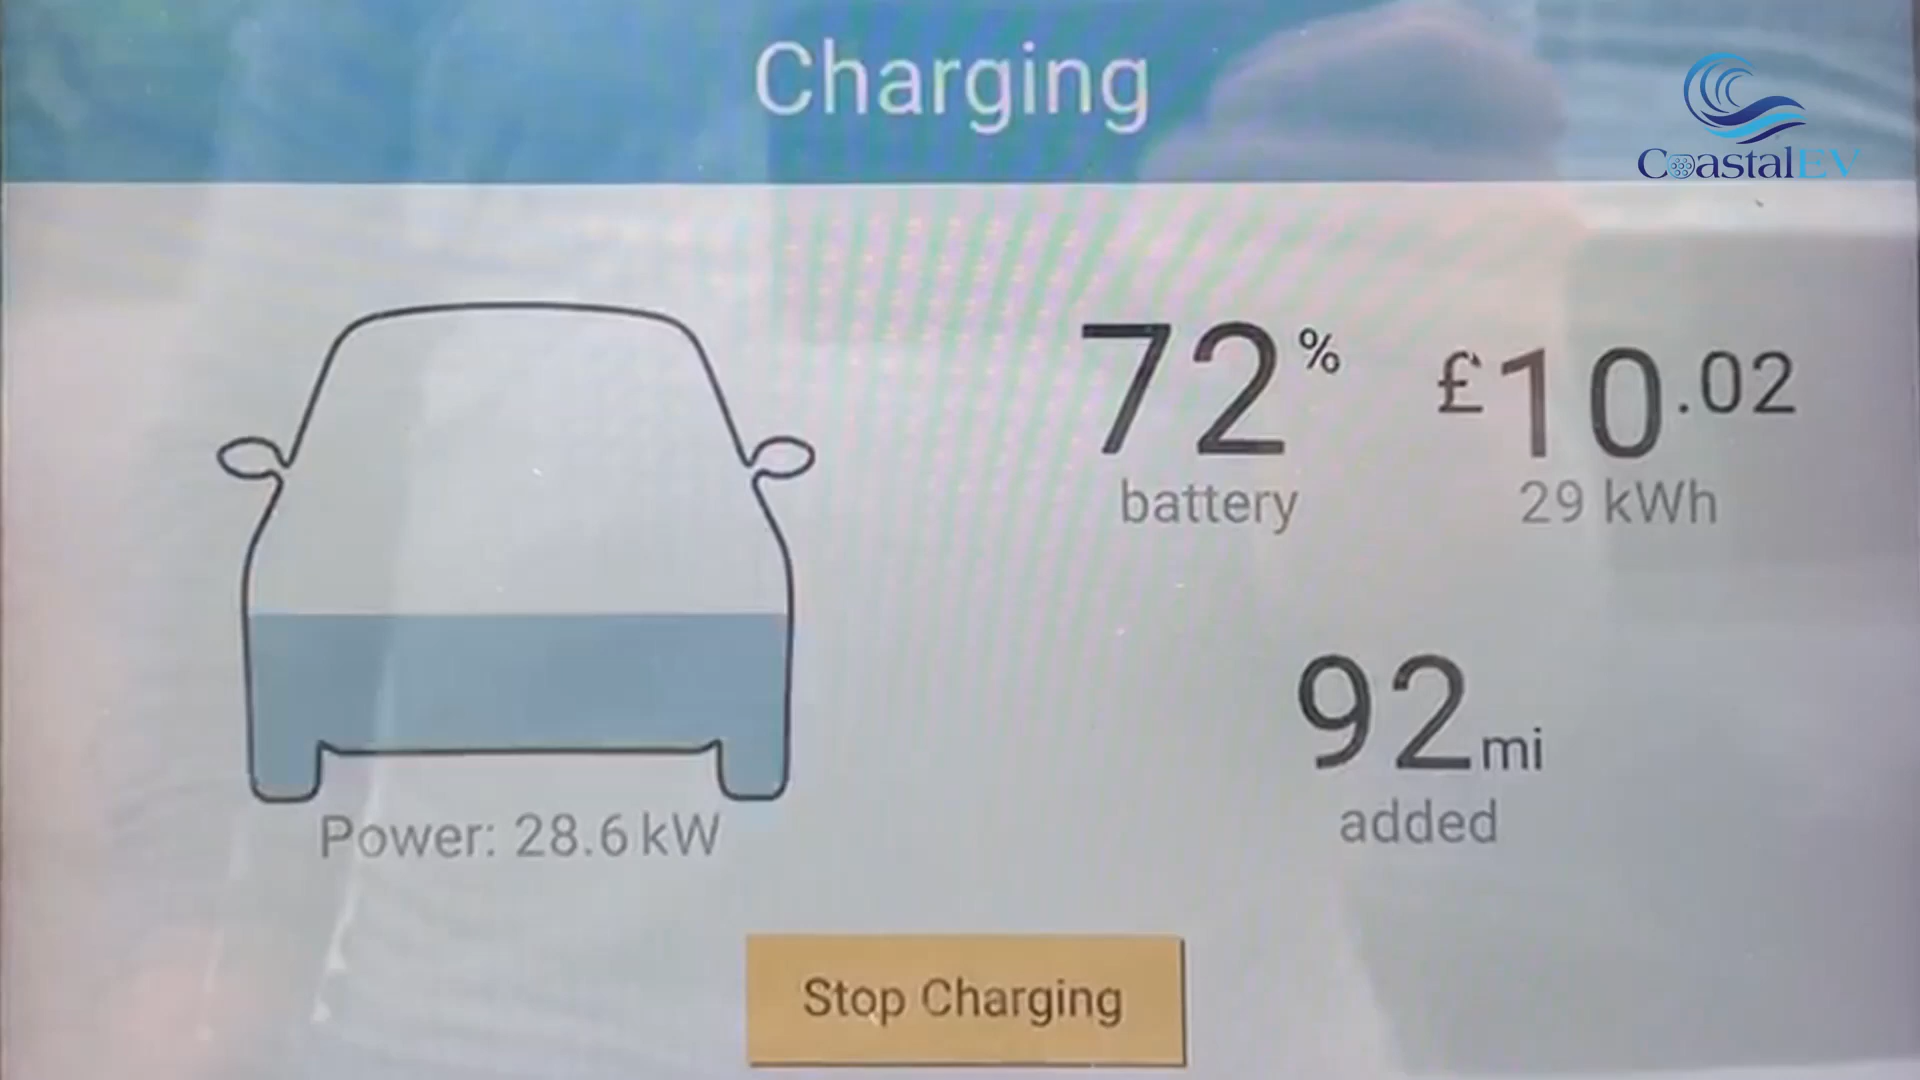 Charging
CoastalEV
72%
£10.02
battery
29 kWh
92mi
added
Power: 28.6 kW
Stop Charging